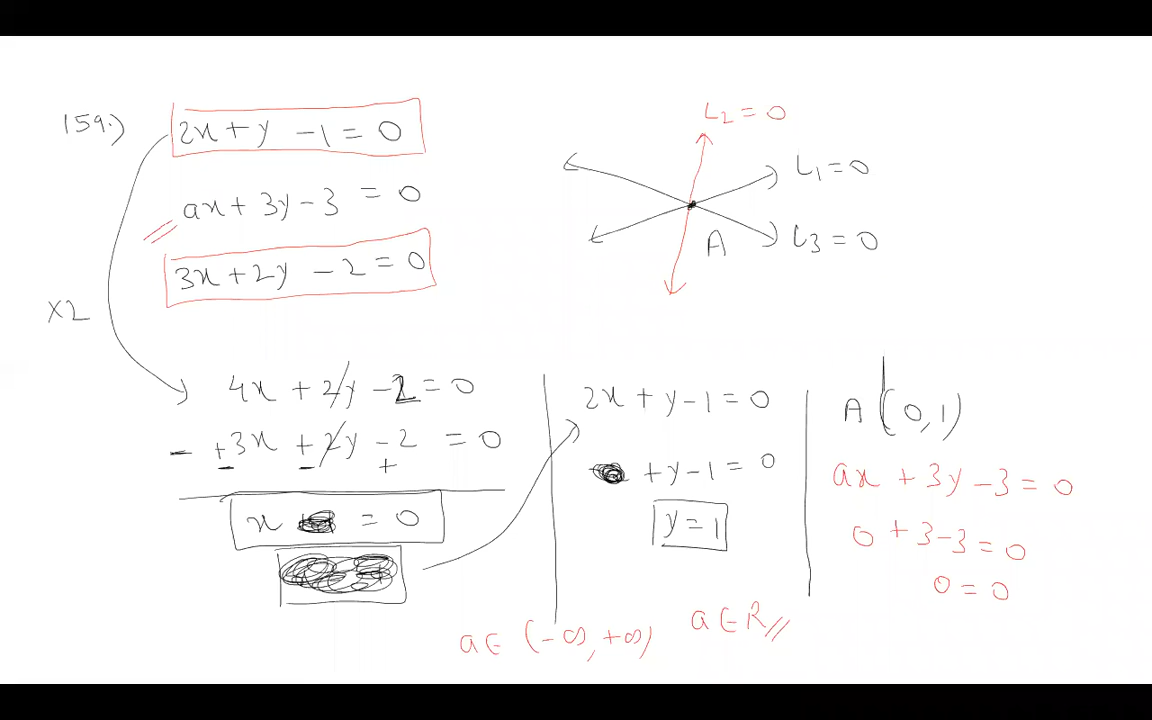 159.) 2x + y - 1 = 0
ax + 3y - 3 = 0
3x + 2y - 2 = 0
x2
L₂ = 0
L₁ = 0
A
L₃ = 0
4x + 2y - 2 = 0
- +3x + 2y - 2 = 0
- - +
x = 0
2x + y - 1 = 0
+ y - 1 = 0
y = 1
A (0,1)
ax + 3y - 3 = 0
0 + 3 - 3 = 0
0 = 0
a ∈ (-∞, +∞)
a ∈ R //